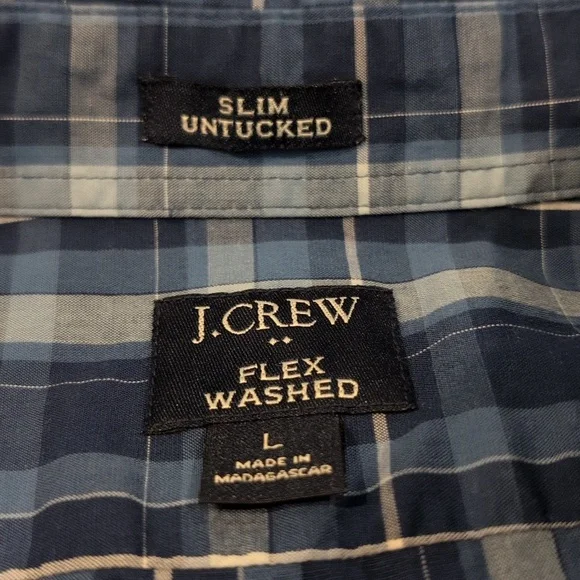 SLIM
UNTUCKED
J.CREW
••
FLEX
WASHED
L
MADE IN
MADAGASCAR